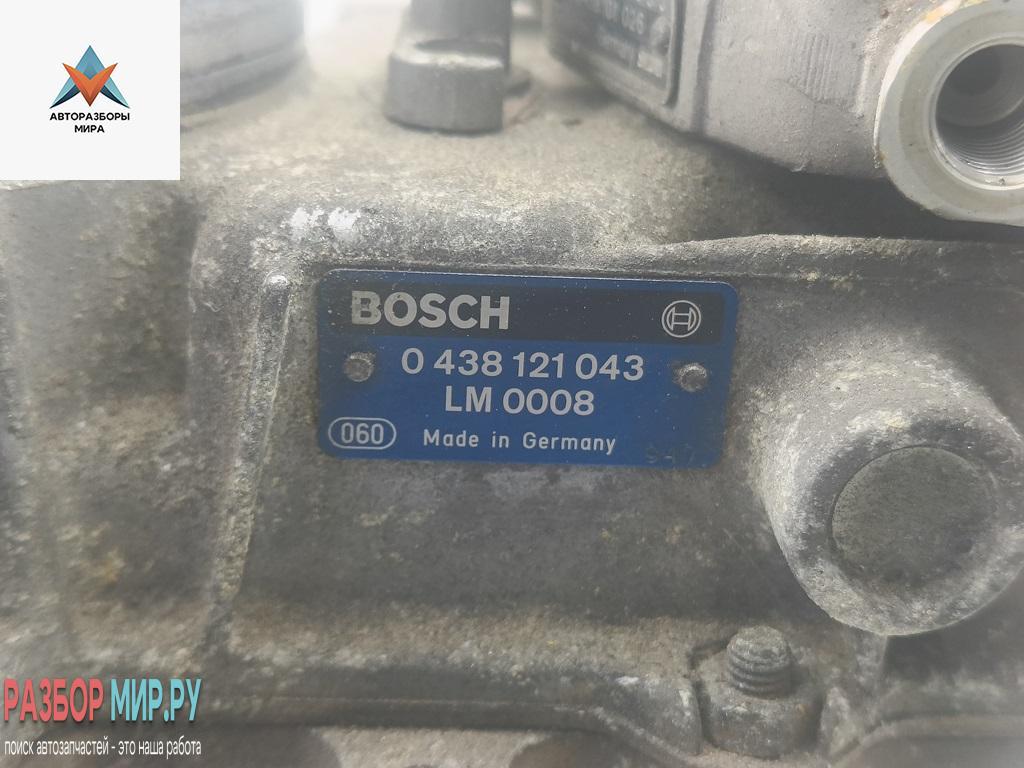 АВТОРАЗБОРЫ
МИРА
BOSCH
0 438 121 043
LM 0008
060 Made in Germany
РАЗБОР МИР.РУ
поиск автозапчастей - это наша работа